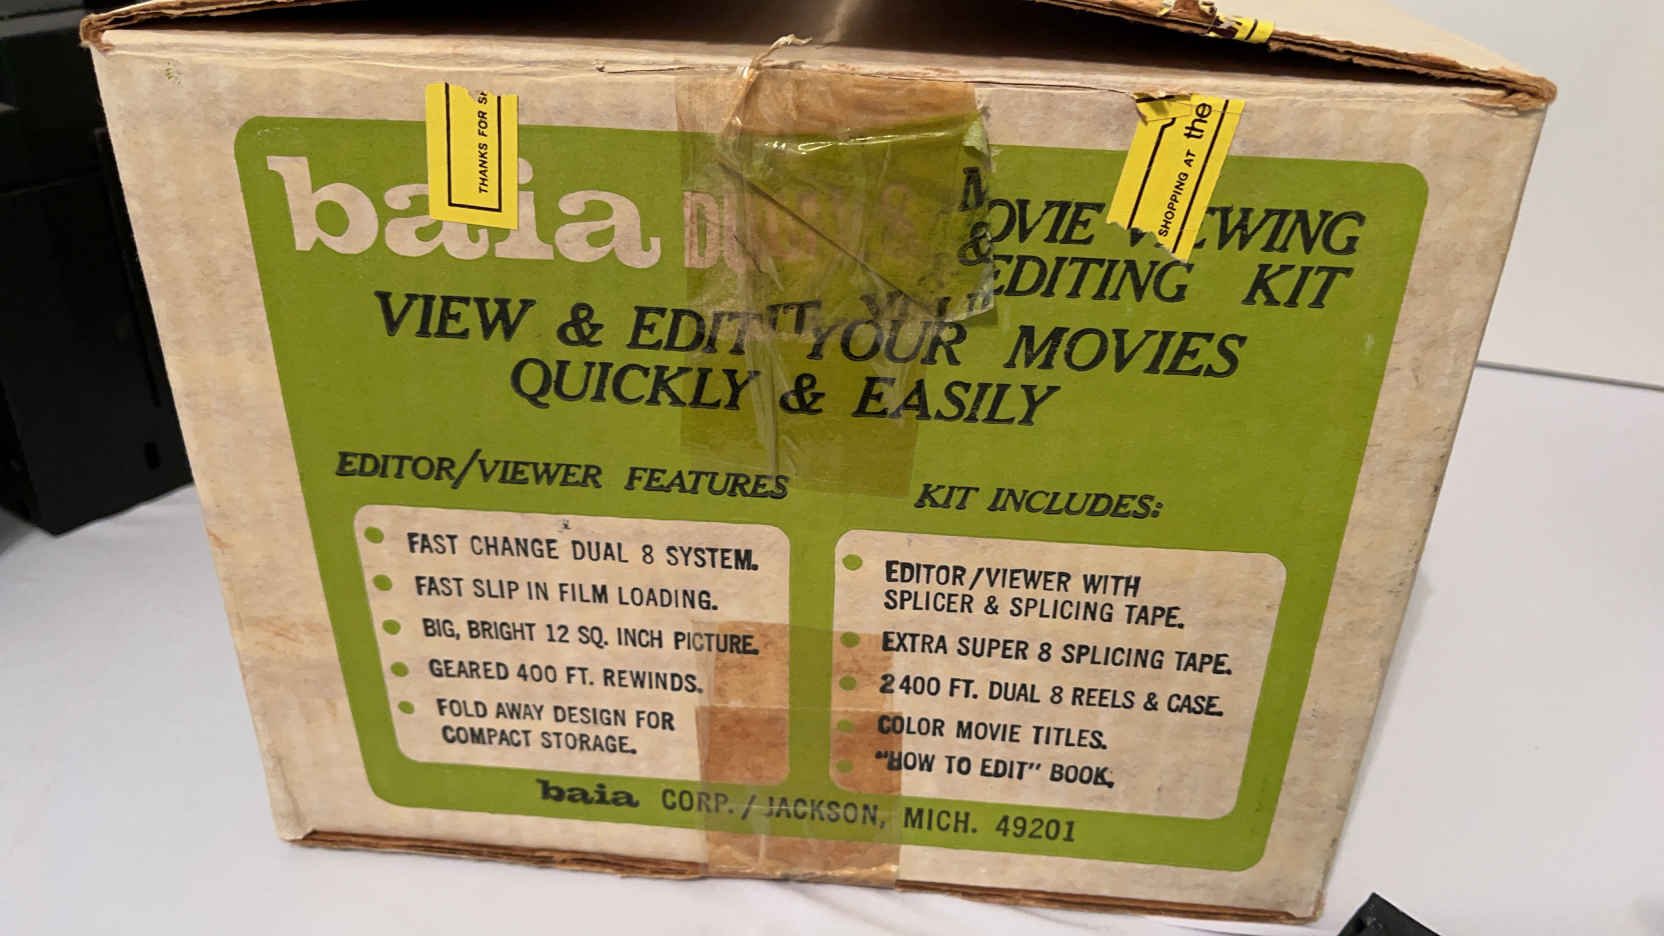 THANKS FOR
SHOPPING AT the
baia DUAL 8 MOVIE VIEWING
& EDITING KIT
VIEW & EDIT YOUR MOVIES
QUICKLY & EASILY
EDITOR/VIEWER FEATURES
FAST CHANGE DUAL 8 SYSTEM.
FAST SLIP IN FILM LOADING.
BIG, BRIGHT 12 SQ. INCH PICTURE.
GEARED 400 FT. REWINDS.
FOLD AWAY DESIGN FOR
COMPACT STORAGE.
KIT INCLUDES:
EDITOR/VIEWER WITH
SPLICER & SPLICING TAPE.
EXTRA SUPER 8 SPLICING TAPE.
2 400 FT. DUAL 8 REELS & CASE.
COLOR MOVIE TITLES.
"HOW TO EDIT" BOOK.
baia CORP. / JACKSON, MICH. 49201